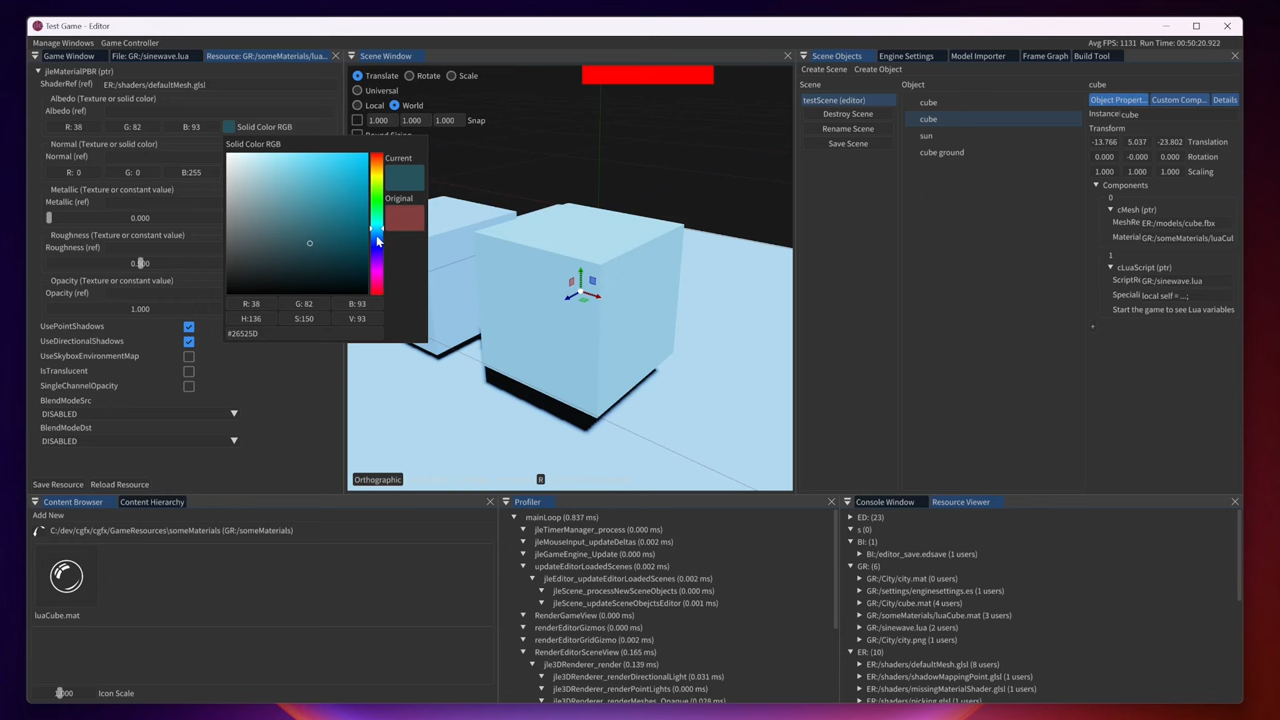 Test Game - Editor
Manage Windows Game Controller
Avg FPS: 1131 Run Time: 00:50:20.922
Game Window File: GR:/sinewave.lua Resource: GR:/someMaterials/lua...
jleMaterialPBR (ptr)
ShaderRef (ref) ER:/shaders/defaultMesh.glsl
Albedo (Texture or solid color)
Albedo (ref)
R: 38 G: 82 B: 93 Solid Color RGB
Normal (Texture or solid color)
Normal (ref)
R: 0 G: 0 B:255
Metallic (Texture or constant value)
Metallic (ref)
0.000
Roughness (Texture or constant value)
Roughness (ref)
Opacity (Texture or constant value)
Opacity (ref)
1.000
UsePointShadows
UseDirectionalShadows
UseSkyboxEnvironmentMap
IsTranslucent
SingleChannelOpacity
BlendModeSrc
DISABLED
BlendModeDst
DISABLED
Save Resource Reload Resource
Solid Color RGB
Current
Original
R: 38 G: 82 B: 93
H:136 S:150 V: 93
#26525D
Scene Window
Translate Rotate Scale
Universal
Local World
1.000 1.000 1.000 Snap
Orthographic
R
Scene Objects Engine Settings Model Importer Frame Graph Build Tool
Create Scene Create Object
Scene
testScene (editor)
Destroy Scene
Rename Scene
Save Scene
Object
cube
cube
sun
cube ground
cube
Object Propert... Custom Comp... Details
Instance cube
Transform
-13.766 5.037 -23.802 Translation
0.000 -0.000 0.000 Rotation
1.000 1.000 1.000 Scaling
Components
0
cMesh (ptr)
MeshRe ER:/models/cube.fbx
Material GR:/someMaterials/luaCut
1
cLuaScript (ptr)
ScriptR GR:/sinewave.lua
Speciali local self = ...;
Start the game to see Lua variables
+
Content Browser Content Hierarchy
Add New
C:/dev/cgfx/cgfx/GameResources/someMaterials (GR:/someMaterials)
luaCube.mat
Icon Scale
Profiler
mainLoop (0.837 ms)
jleTimerManager_process (0.000 ms)
jleMouseInput_updateDeltas (0.002 ms)
jleGameEngine_Update (0.000 ms)
updateEditorLoadedScenes (0.002 ms)
jleEditor_updateEditorLoadedScenes (0.002 ms)
jleScene_processNewSceneObjects (0.000 ms)
jleScene_updateSceneObejctsEditor (0.001 ms)
RenderGameView (0.000 ms)
renderEditorGizmos (0.000 ms)
renderEditorGridGizmo (0.002 ms)
RenderEditorSceneView (0.165 ms)
jle3DRenderer_render (0.139 ms)
jle3DRenderer_renderDirectionalLight (0.031 ms)
jle3DRenderer_renderPointLights (0.000 ms)
jle3DRenderer_renderMeshes_Opaque (0.028 ms)
Console Window Resource Viewer
ED: (23)
s (0)
BI: (1)
BI:/editor_save.edsave (1 users)
GR: (6)
GR:/City/city.mat (0 users)
GR:/settings/enginesettings.es (1 users)
GR:/City/cube.mat (4 users)
GR:/someMaterials/luaCube.mat (3 users)
GR:/sinewave.lua (2 users)
GR:/City/city.png (1 users)
ER: (10)
ER:/shaders/defaultMesh.glsl (8 users)
ER:/shaders/shadowMappingPoint.glsl (1 users)
ER:/shaders/missingMaterialShader.glsl (1 users)
ER:/shaders/picking.glsl (1 users)